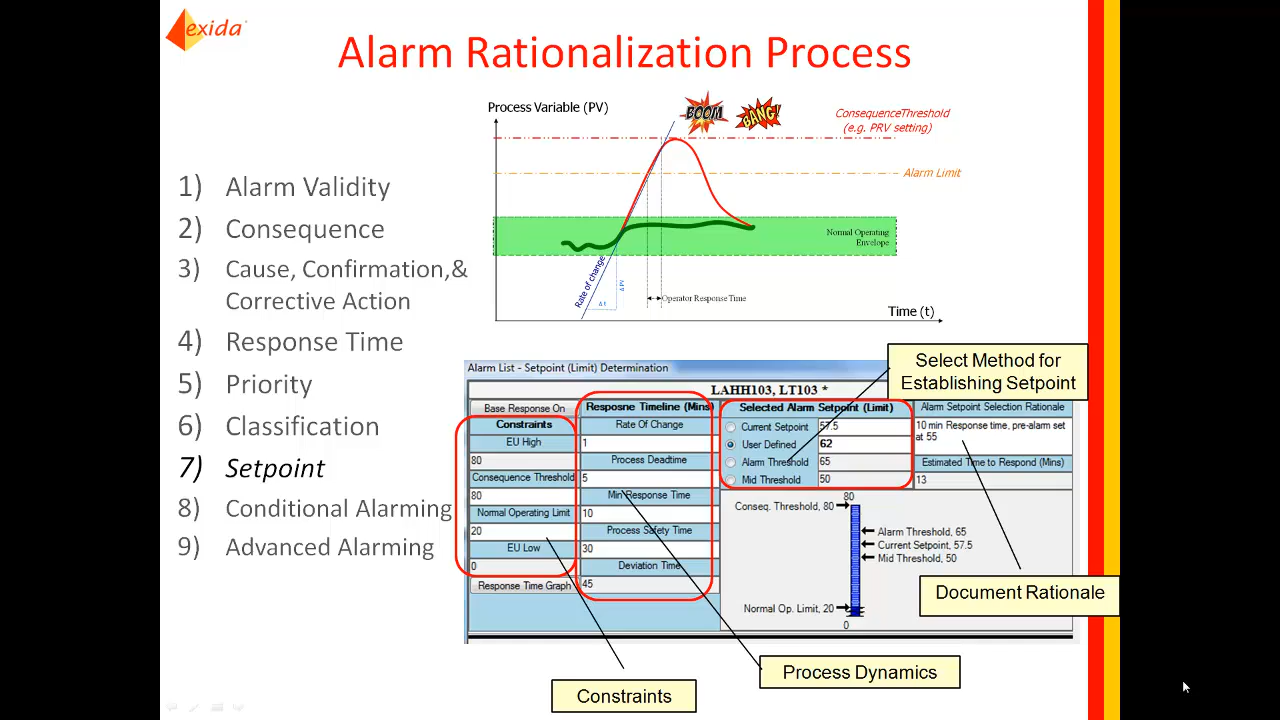 exida
Alarm Rationalization Process
1) Alarm Validity
2) Consequence
3) Cause, Confirmation,&
Corrective Action
4) Response Time
5) Priority
6) Classification
7) Setpoint
8) Conditional Alarming
9) Advanced Alarming
Process Variable (PV)
BOOM
BANG!
ConsequenceThreshold
(e.g. PRV setting)
Alarm Limit
Normal Operating
Envelope
Rate of change
Δ PV
Δ t
Operator Response Time
Time (t)
Select Method for
Establishing Setpoint
Alarm List - Setpoint (Limit) Determination
LAHH103, LT103 *
Base Response On
Constraints
EU High
80
Consequence Threshold
80
Normal Operating Limit
20
EU Low
0
Response Time Graph
Resposne Timeline (Mins)
Rate Of Change
1
Process Deadtime
5
Min Response Time
10
Process Safety Time
30
Deviation Time
45
Selected Alarm Setpoint (Limit)
Current Setpoint 57.5
User Defined 62
Alarm Threshold 65
Mid Threshold 50
Alarm Setpoint Selection Rationale
10 min Response time, pre-alarm set
at 55
Estimated Time to Respond (Mins)
13
80
Conseq. Threshold, 80
Alarm Threshold, 65
Current Setpoint, 57.5
Mid Threshold, 50
Normal Op. Limit, 20
0
Document Rationale
Process Dynamics
Constraints